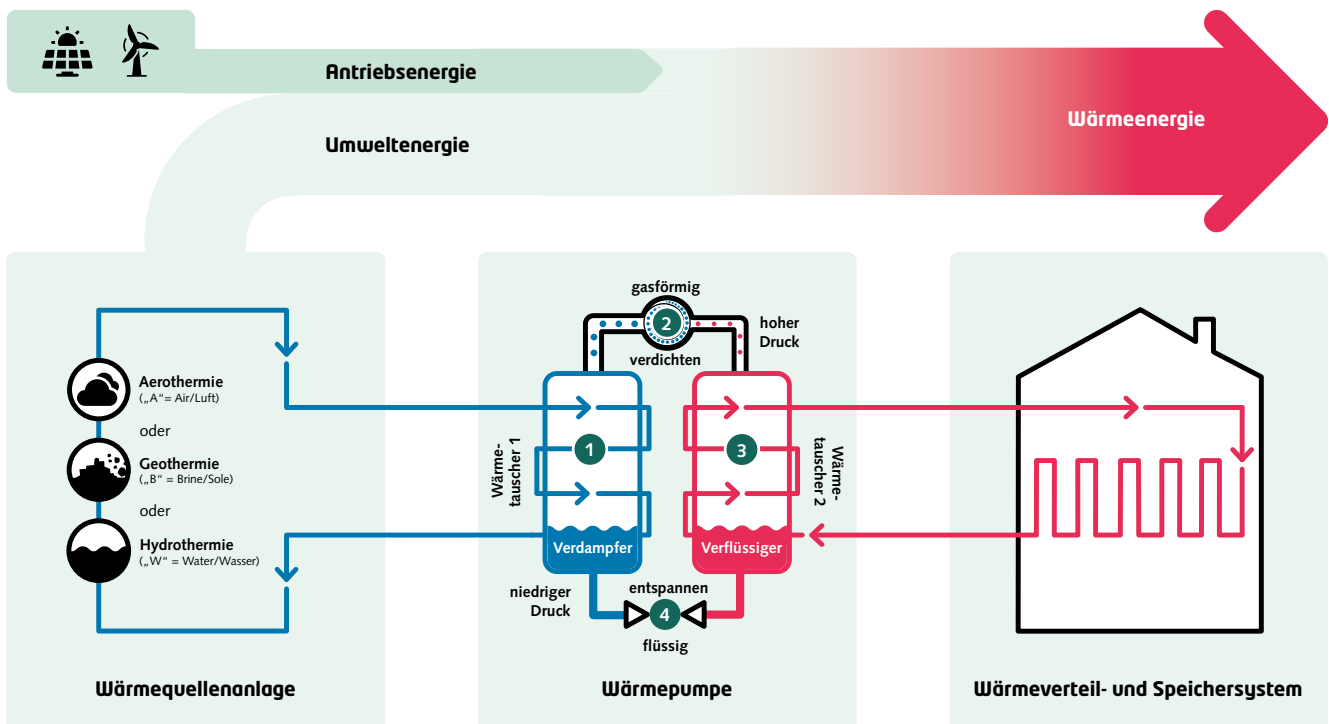 Antriebsenergie
Umweltenergie
Wärmeenergie
Aerothermie
(„A“= Air/Luft)
oder
Geothermie
(„B“ = Brine/Sole)
oder
Hydrothermie
(„W“ = Water/Wasser)
Wärmequellenanlage
gasförmig
2
verdichten
hoher
Druck
Wärme-
tauscher 1
1
3
Wärme-
tauscher 2
Verdampfer
Verflüssiger
niedriger
Druck
entspannen
4
flüssig
Wärmepumpe
Wärmeverteil- und Speichersystem